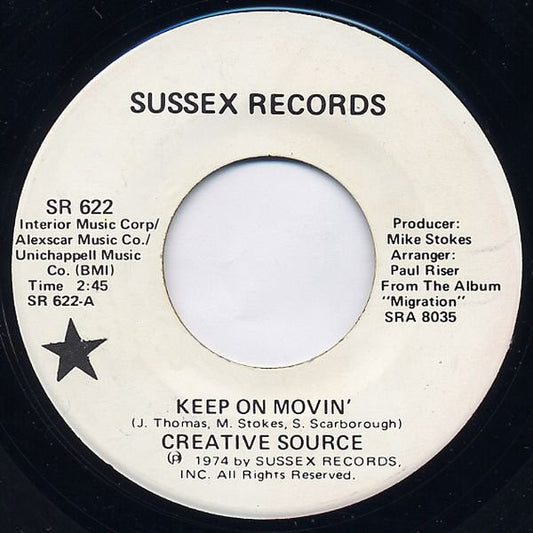 SUSSEX RECORDS
SR 622
Interior Music Corp/
Alexscar Music Co./
Unichappell Music
Co. (BMI)
Time 2:45
SR 622-A
Producer:
Mike Stokes
Arranger:
Paul Riser
From The Album
"Migration"
SRA 8035
KEEP ON MOVIN'
(J. Thomas, M. Stokes, S. Scarborough)
CREATIVE SOURCE
℗ 1974 by SUSSEX RECORDS,
INC. All Rights Reserved.